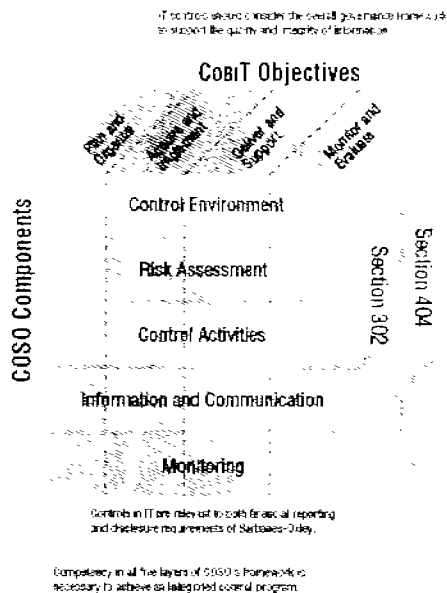 IT controls should consider the overall governance framework
to support the quality and integrity of information.
COBIT Objectives
Plan and
Organize
Acquire and
Implement
Deliver and
Support
Monitor and
Evaluate
COSO Components
Control Environment
Risk Assessment
Control Activities
Information and Communication
Monitoring
Section 302
Section 404
Controls in IT are relevant to both financial reporting
and disclosure requirements of Sarbanes-Oxley.
Competency in all five layers of COSO's framework is
necessary to achieve an integrated control program.